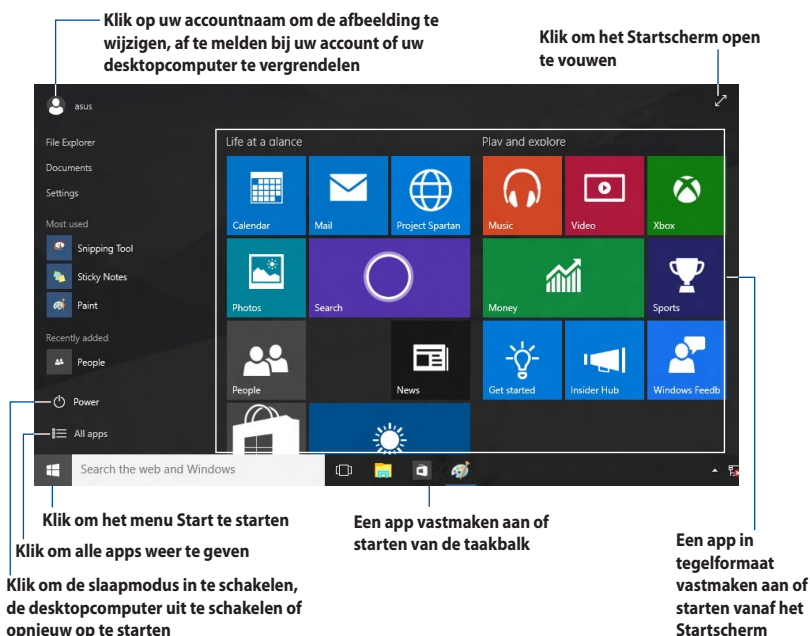 Klik op uw accountnaam om de afbeelding te
wijzigen, af te melden bij uw account of uw
desktopcomputer te vergrendelen
Klik om het Startscherm open
te vouwen
asus
File Explorer
Documents
Settings
Most used
Snipping Tool
Sticky Notes
Paint
Recently added
People
Power
All apps
Life at a glance
Play and explore
Calendar
Mail
Project Spartan
Music
Video
Xbox
Photos
Search
Money
Sports
People
News
Get started
Insider Hub
Windows Feedb
Search the web and Windows
Klik om het menu Start te starten
Klik om alle apps weer te geven
Klik om de slaapmodus in te schakelen,
de desktopcomputer uit te schakelen of
opnieuw op te starten
Een app vastmaken aan of
starten van de taakbalk
Een app in
tegelformaat
vastmaken aan of
starten vanaf het
Startscherm